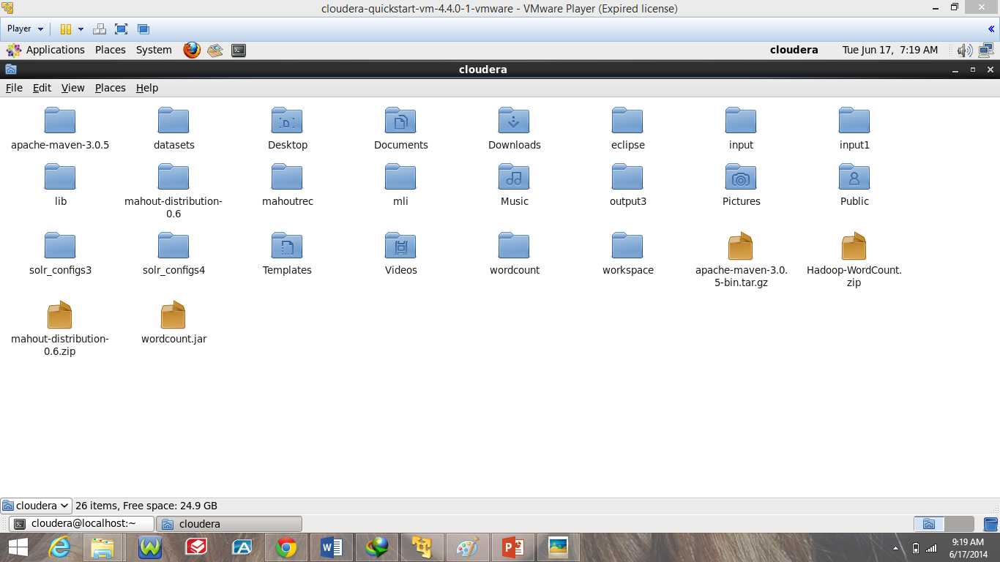 cloudera-quickstart-vm-4.4.0-1-vmware - VMware Player (Expired license)
Player
Applications Places System cloudera Tue Jun 17, 7:19 AM
cloudera
File Edit View Places Help
apache-maven-3.0.5
datasets
Desktop
Documents
Downloads
eclipse
input
input1
lib
mahout-distribution-
0.6
mahoutrec
mli
Music
output3
Pictures
Public
solr_configs3
solr_configs4
Templates
Videos
wordcount
workspace
apache-maven-3.0.
5-bin.tar.gz
Hadoop-WordCount.
zip
mahout-distribution-
0.6.zip
wordcount.jar
cloudera 26 items, Free space: 24.9 GB
cloudera@localhost:~ cloudera
9:19 AM
6/17/2014